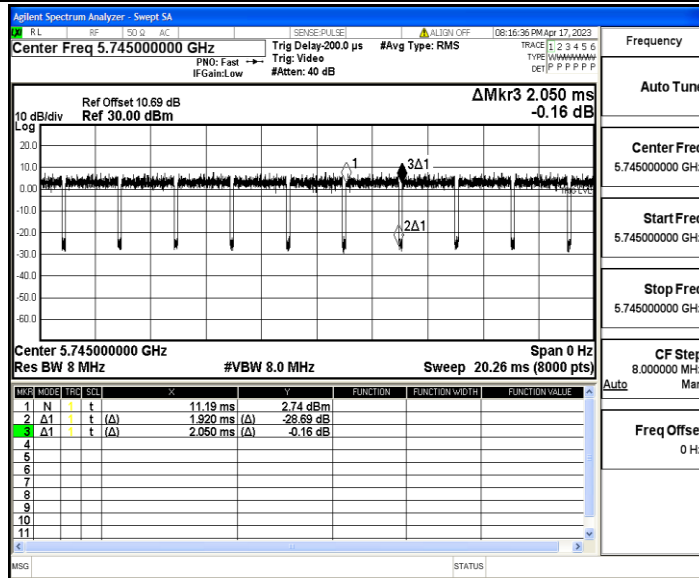 Agilent Spectrum Analyzer - Swept SA
RL RF 50 Ω AC SENSE:PULSE ALIGN OFF 08:16:36 PM Apr 17, 2023
Center Freq 5.745000000 GHz
PNO: Fast
IFGain:Low
Trig Delay-200.0 µs
Trig: Video
#Atten: 40 dB
#Avg Type: RMS
TRACE 1 2 3 4 5 6
TYPE
DET P P P P P P
Ref Offset 10.69 dB
10 dB/div Ref 30.00 dBm
Log
ΔMkr3 2.050 ms
-0.16 dB
20.0
10.0
0.00
-10.0
-20.0
-30.0
-40.0
-50.0
-60.0
1
3Δ1
2Δ1
TRIG LVL
Center 5.745000000 GHz Span 0 Hz
Res BW 8 MHz #VBW 8.0 MHz Sweep 20.26 ms (8000 pts)
MKR MODE TRC SCL X Y FUNCTION FUNCTION WIDTH FUNCTION VALUE
1 N 1 t 11.19 ms 2.74 dBm
2 Δ1 1 t (Δ) 1.920 ms (Δ) -28.69 dB
3 Δ1 1 t (Δ) 2.050 ms (Δ) -0.16 dB
4
5
6
7
8
9
10
11
MSG STATUS
Frequency
Auto Tune
Center Freq
5.745000000 GHz
Start Freq
5.745000000 GHz
Stop Freq
5.745000000 GHz
CF Step
8.000000 MHz
Auto Man
Freq Offset
0 Hz